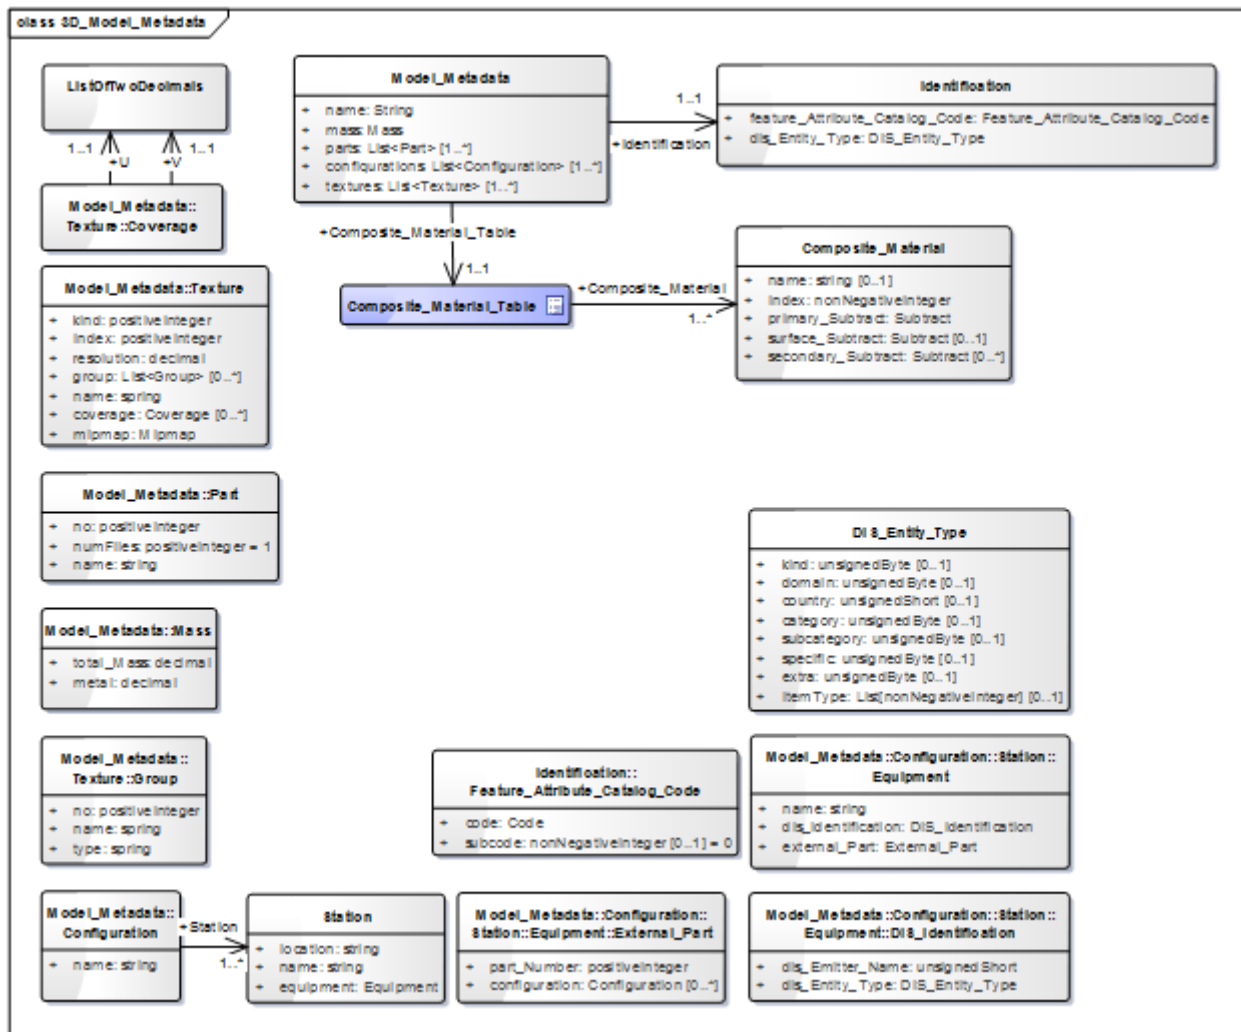 class 3D_Model_Metadata
ListOfTwoDecimals
1..1
1..1
+U
+V
Model_Metadata::
Texture::Coverage
Model_Metadata
+ name: String
+ mass: Mass
+ parts: List<Part> [1..*]
+ configurations: List<Configuration> [1..*]
+ textures: List<Texture> [1..*]
1..1
+Identification
Identification
+ feature_Attribute_Catalog_Code: Feature_Attribute_Catalog_Code
+ dis_Entity_Type: DIS_Entity_Type
+Composite_Material_Table
1..1
Composite_Material_Table
+Composite_Material
1..*
Composite_Material
+ name: string [0..1]
+ index: nonNegativeInteger
+ primary_Subtract: Subtract
+ surface_Subtract: Subtract [0..1]
+ secondary_Subtract: Subtract [0..*]
Model_Metadata::Texture
+ kind: positiveInteger
+ index: positiveInteger
+ resolution: decimal
+ group: List<Group> [0..*]
+ name: spring
+ coverage: Coverage [0..*]
+ mipmap: Mipmap
Model_Metadata::Part
+ no: positiveInteger
+ numFiles: positiveInteger = 1
+ name: string
DIS_Entity_Type
+ kind: unsignedByte [0..1]
+ domain: unsignedByte [0..1]
+ country: unsignedShort [0..1]
+ category: unsignedByte [0..1]
+ subcategory: unsignedByte [0..1]
+ specific: unsignedByte [0..1]
+ extra: unsignedByte [0..1]
+ itemType: List[nonNegativeInteger] [0..1]
Model_Metadata::Mass
+ total_Mass: decimal
+ metal: decimal
Model_Metadata::
Texture::Group
+ no: positiveInteger
+ name: spring
+ type: spring
Identification::
Feature_Attribute_Catalog_Code
+ code: Code
+ subcode: nonNegativeInteger [0..1] = 0
Model_Metadata::Configuration::Station::
Equipment
+ name: string
+ dis_Identification: DIS_Identification
+ external_Part: External_Part
Model_Metadata::
Configuration
+ name: string
+Station
1..*
Station
+ location: string
+ name: string
+ equipment: Equipment
Model_Metadata::Configuration::
Station::Equipment::External_Part
+ part_Number: positiveInteger
+ configuration: Configuration [0..*]
Model_Metadata::Configuration::Station::
Equipment::DIS_Identification
+ dis_Emitter_Name: unsignedShort
+ dis_Entity_Type: DIS_Entity_Type